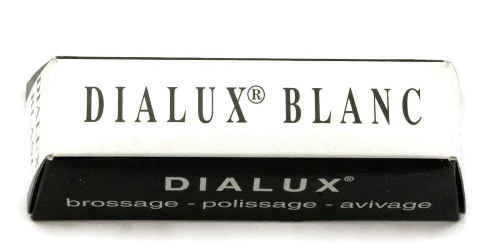 DIALUX® BLANC
DIALUX®
brossage - polissage - avivage